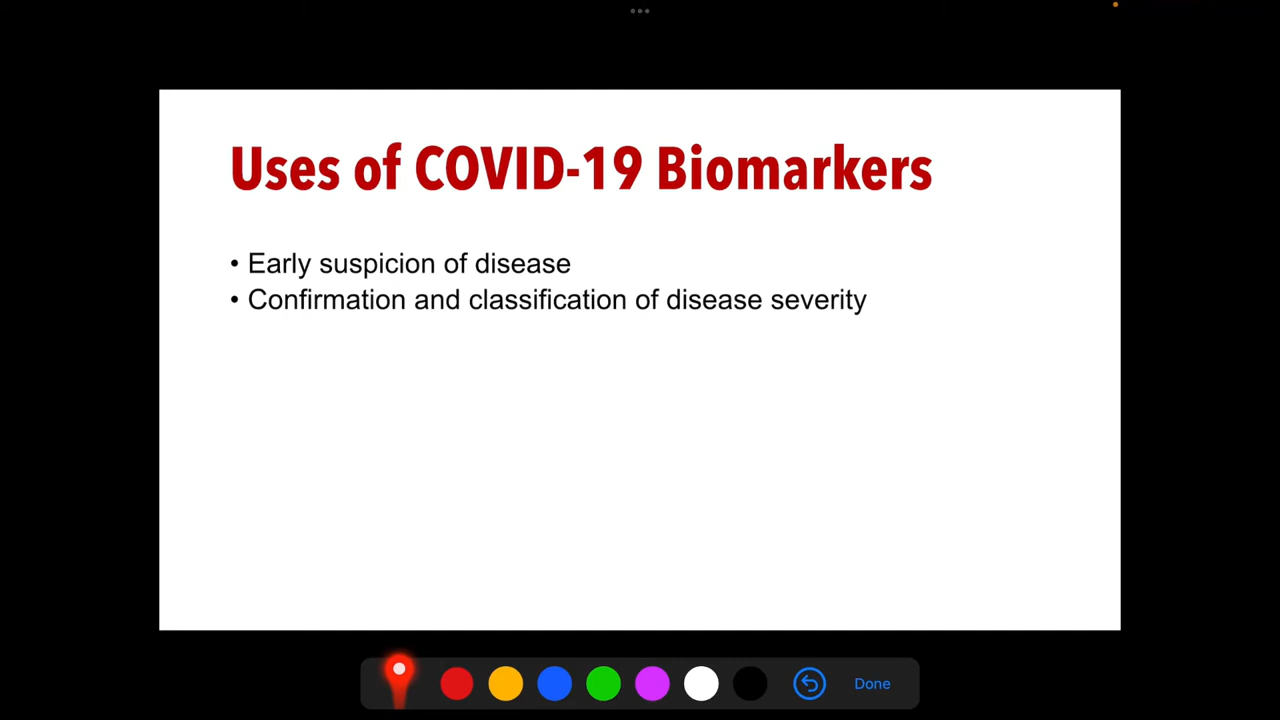 Uses of COVID-19 Biomarkers
• Early suspicion of disease
• Confirmation and classification of disease severity
Done